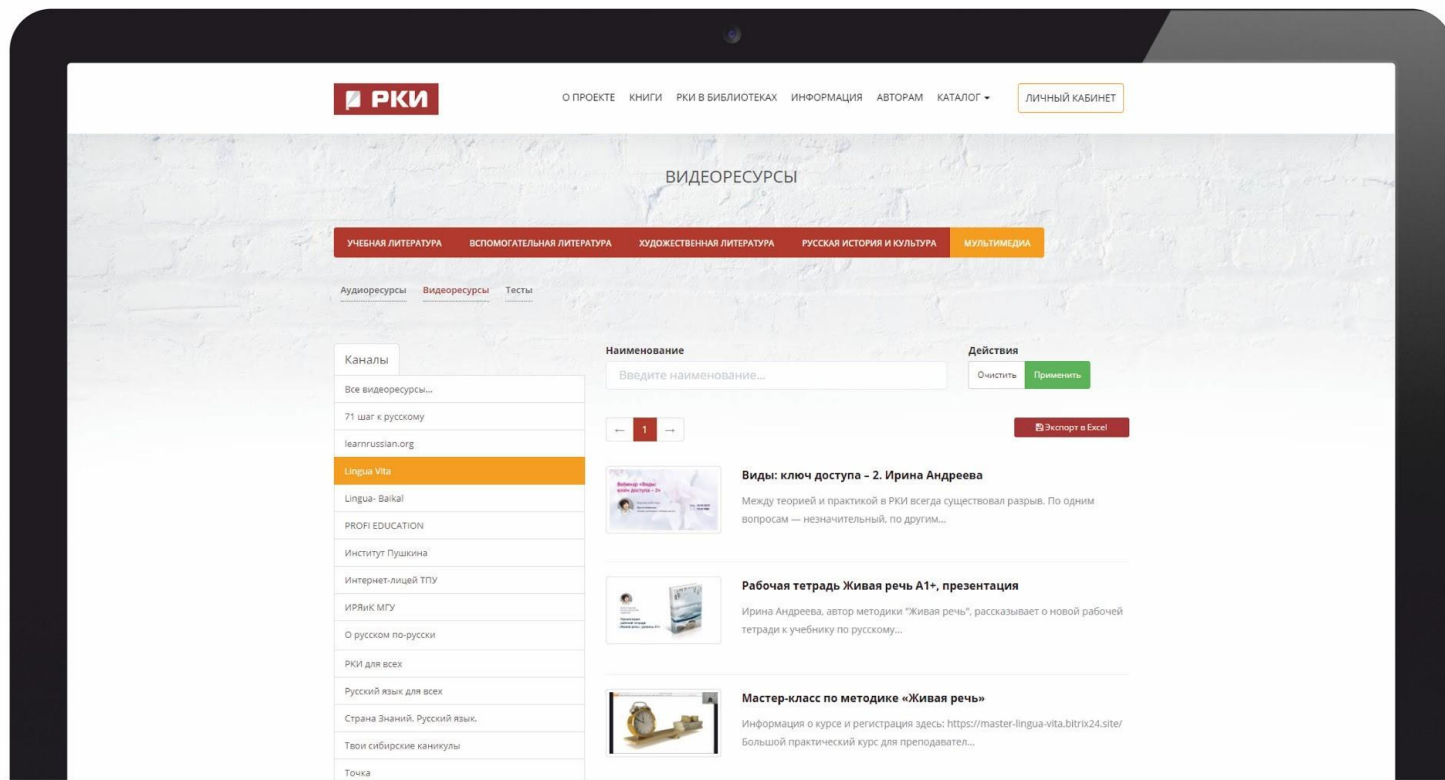 РКИ
О ПРОЕКТЕ КНИГИ РКИ В БИБЛИОТЕКАХ ИНФОРМАЦИЯ АВТОРАМ КАТАЛОГ ЛИЧНЫЙ КАБИНЕТ
ВИДЕОРЕСУРСЫ
УЧЕБНАЯ ЛИТЕРАТУРА ВСПОМОГАТЕЛЬНАЯ ЛИТЕРАТУРА ХУДОЖЕСТВЕННАЯ ЛИТЕРАТУРА РУССКАЯ ИСТОРИЯ И КУЛЬТУРА МУЛЬТИМЕДИА
Аудиоресурсы Видеоресурсы Тесты
Каналы
Все видеоресурсы...
71 шаг к русскому
learnrussian.org
Lingua Vita
Lingua- Baikal
PROFI EDUCATION
Институт Пушкина
Интернет-лицей ТПУ
ИРЯиК МГУ
О русском по-русски
РКИ для всех
Русский язык для всех
Страна Знаний. Русский язык.
Твои сибирские каникулы
Точка
Наименование
Введите наименование...
Действия
Очистить Применить
← 1 →
Экспорт в Excel
Вебинар «Виды:
ключ доступа – 2»
Виды: ключ доступа – 2. Ирина Андреева
Между теорией и практикой в РКИ всегда существовал разрыв. По одним
вопросам — незначительный, по другим...
Рабочая тетрадь Живая речь А1+, презентация
Ирина Андреева, автор методики "Живая речь", рассказывает о новой рабочей
тетради к учебнику по русскому...
Мастер-класс по методике «Живая речь»
Информация о курсе и регистрация здесь: https://master-lingua-vita.bitrix24.site/
Большой практический курс для преподавател...